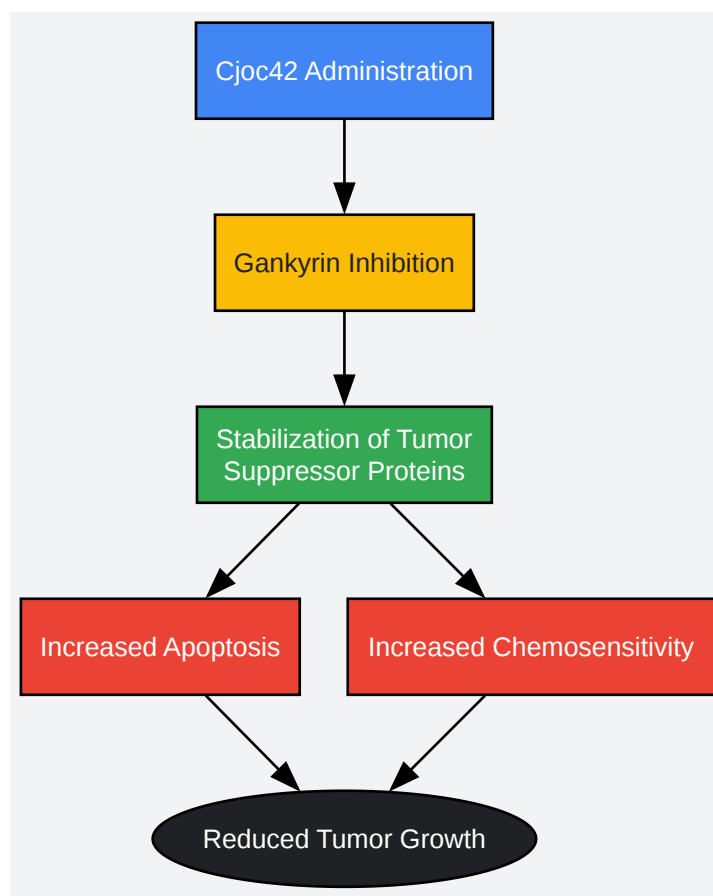 Cjoc42 Administration
Gankyrin Inhibition
Stabilization of Tumor
Suppressor Proteins
Increased Apoptosis
Increased Chemosensitivity
Reduced Tumor Growth